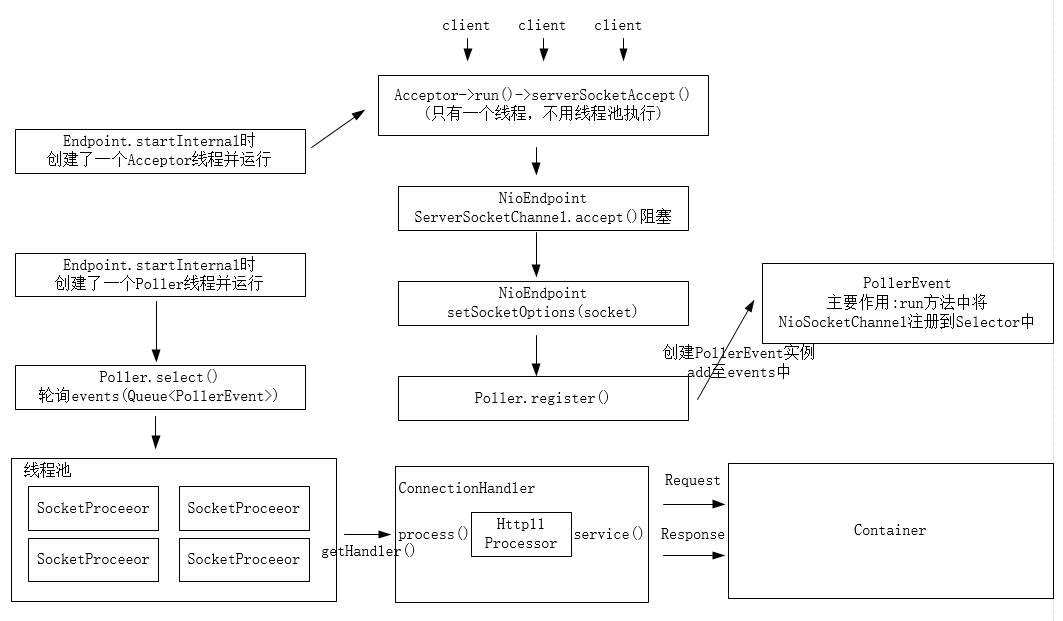 client
client
client
Acceptor->run()->serverSocketAccept()
(只有一个线程，不用线程池执行)
Endpoint.startInternal时
创建了一个Acceptor线程并运行
NioEndpoint
ServerSocketChannel.accept()阻塞
Endpoint.startInternal时
创建了一个Poller线程并运行
NioEndpoint
setSocketOptions(socket)
PollerEvent
主要作用:run方法中将
NioSocketChannel注册到Selector中
创建PollerEvent实例
add至events中
Poller.select()
轮询events(Queue<PollerEvent>)
Poller.register()
线程池
SocketProceeor
SocketProceeor
SocketProceeor
SocketProceeor
getHandler()
ConnectionHandler
process()
Http11
Processor
service()
Request
Response
Container